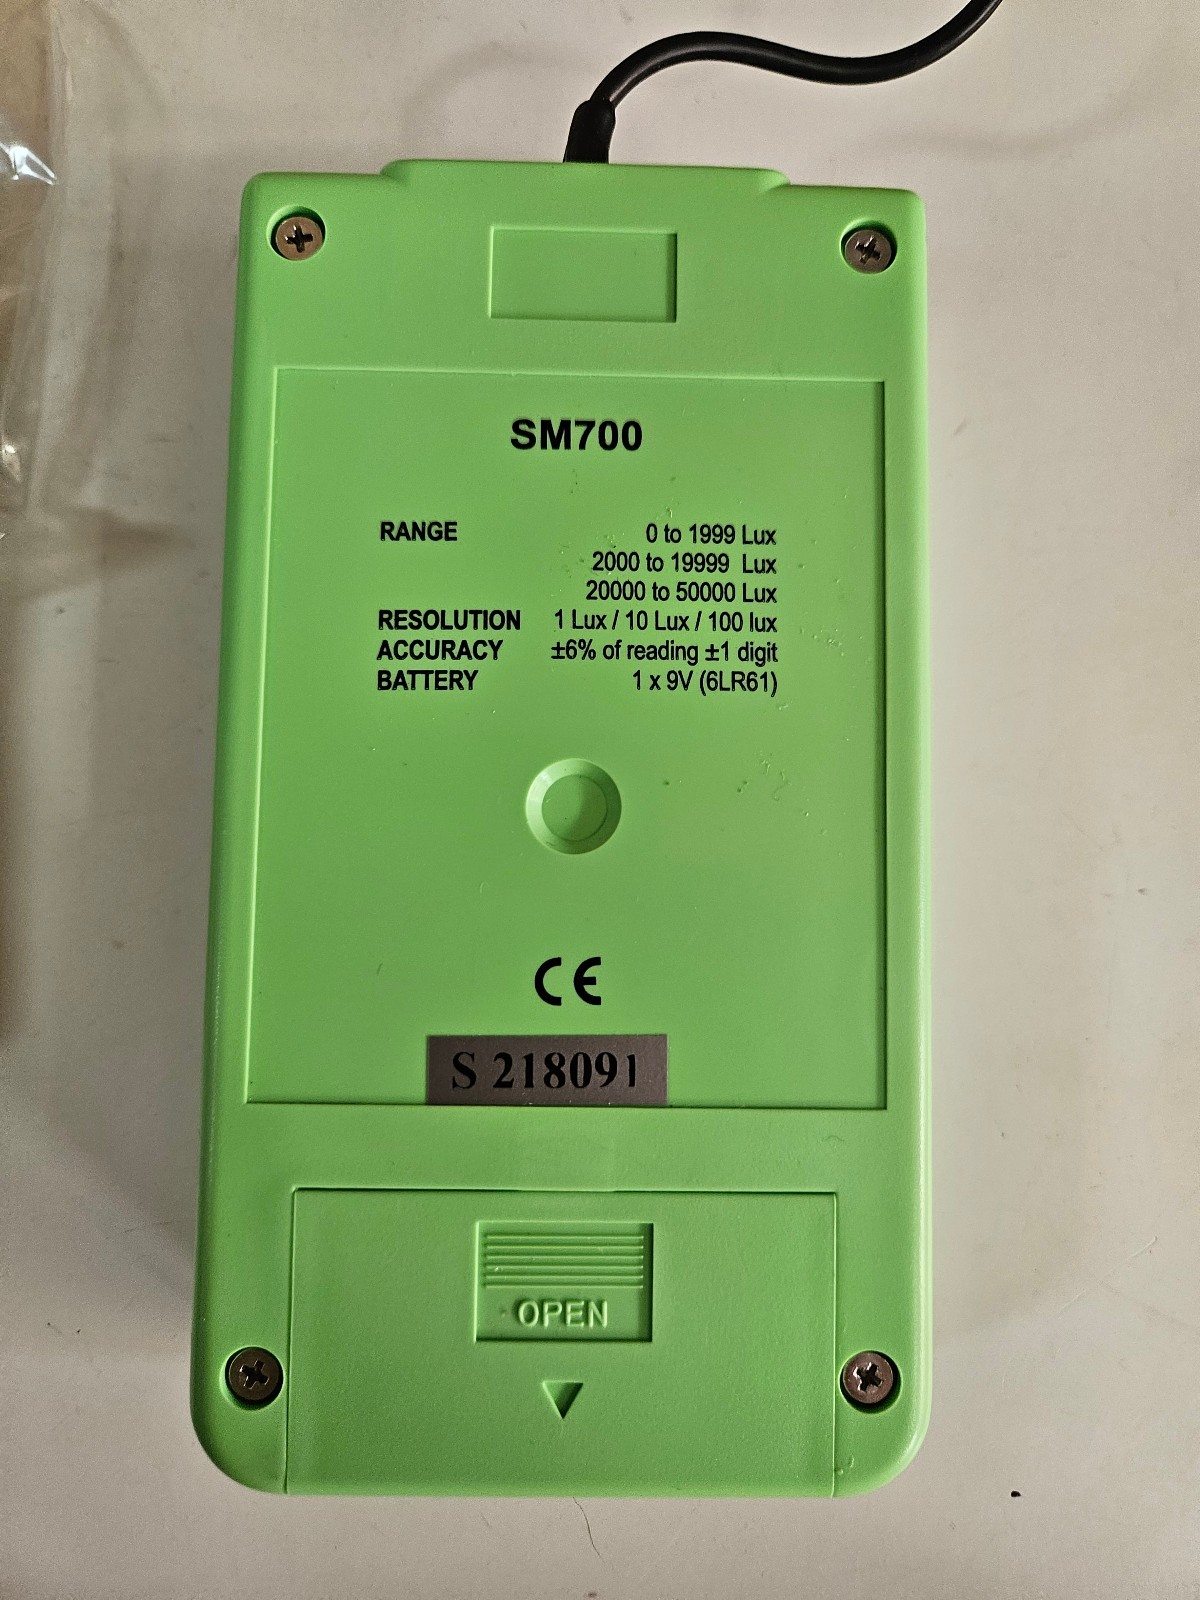 SM700
RANGE 0 to 1999 Lux
2000 to 19999 Lux
20000 to 50000 Lux
RESOLUTION 1 Lux / 10 Lux / 100 lux
ACCURACY ±6% of reading ±1 digit
BATTERY 1 x 9V (6LR61)
CE
S 218091
OPEN